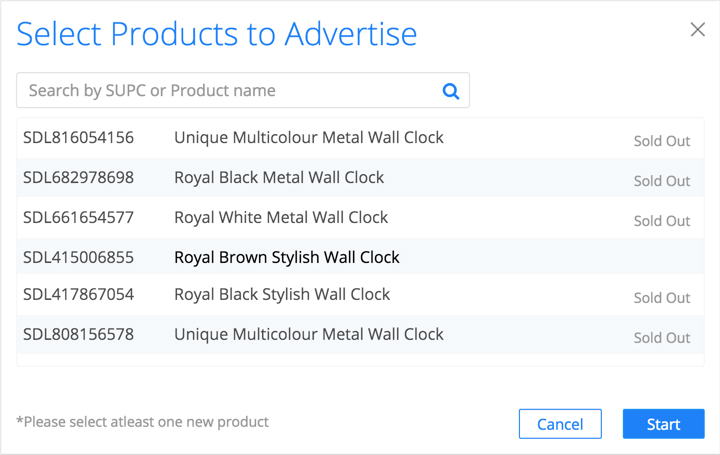 Select Products to Advertise
Search by SUPC or Product name
SDL816054156 Unique Multicolour Metal Wall Clock Sold Out
SDL682978698 Royal Black Metal Wall Clock Sold Out
SDL661654577 Royal White Metal Wall Clock Sold Out
SDL415006855 Royal Brown Stylish Wall Clock
SDL417867054 Royal Black Stylish Wall Clock Sold Out
SDL808156578 Unique Multicolour Metal Wall Clock Sold Out
*Please select atleast one new product Cancel Start